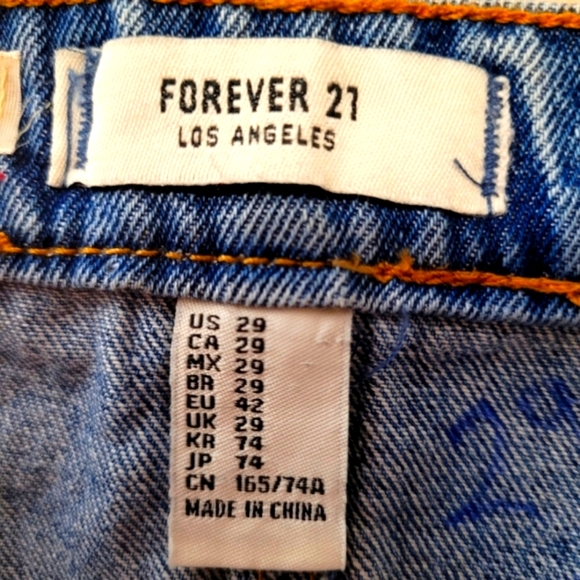 FOREVER 21
LOS ANGELES
US 29
CA 29
MX 29
BR 29
EU 42
UK 29
KR 74
JP 74
CN 165/74A
MADE IN CHINA